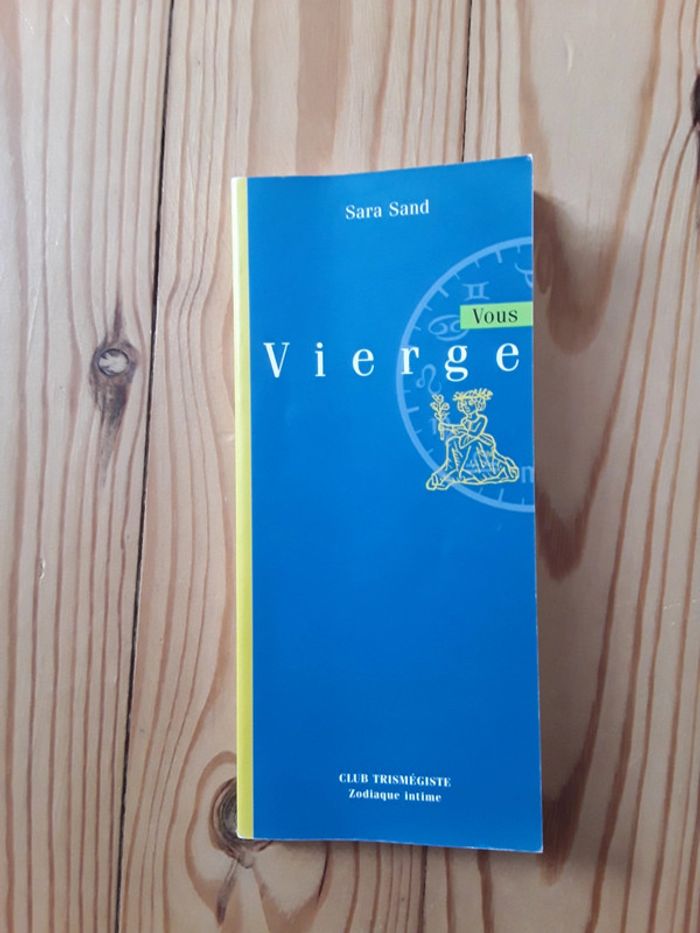 Sara Sand
Vous
Vierge
CLUB TRISMÉGISTE
Zodiaque intime